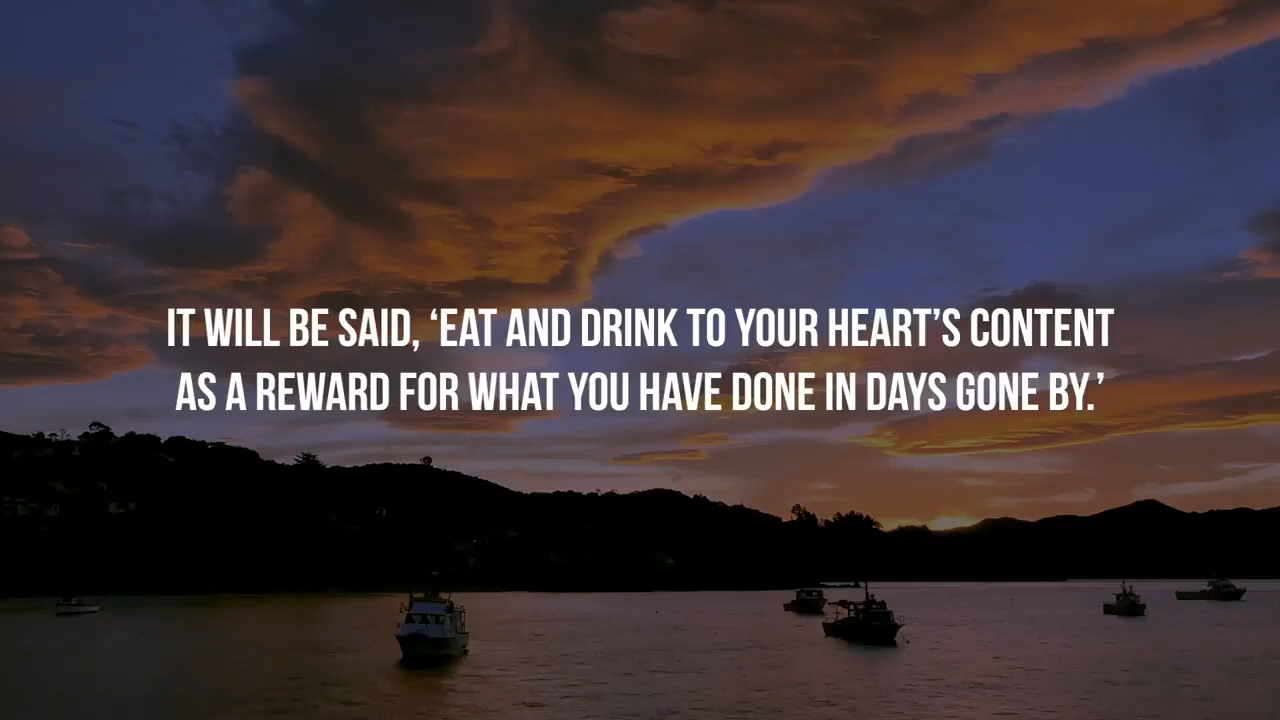 IT WILL BE SAID, ‘EAT AND DRINK TO YOUR HEART’S CONTENT
AS A REWARD FOR WHAT YOU HAVE DONE IN DAYS GONE BY.’